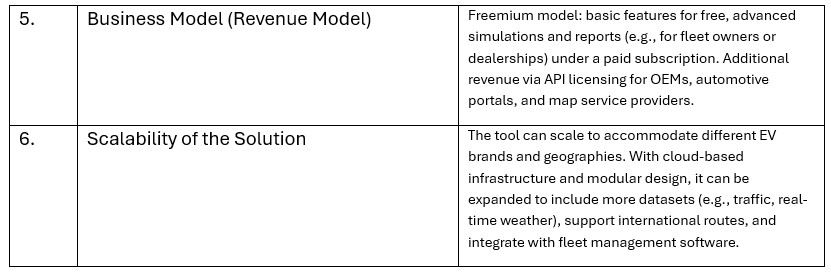 5.
Business Model (Revenue Model)
Freemium model: basic features for free, advanced
simulations and reports (e.g., for fleet owners or
dealerships) under a paid subscription. Additional
revenue via API licensing for OEMs, automotive
portals, and map service providers.
6.
Scalability of the Solution
The tool can scale to accommodate different EV
brands and geographies. With cloud-based
infrastructure and modular design, it can be
expanded to include more datasets (e.g., traffic, real-
time weather), support international routes, and
integrate with fleet management software.